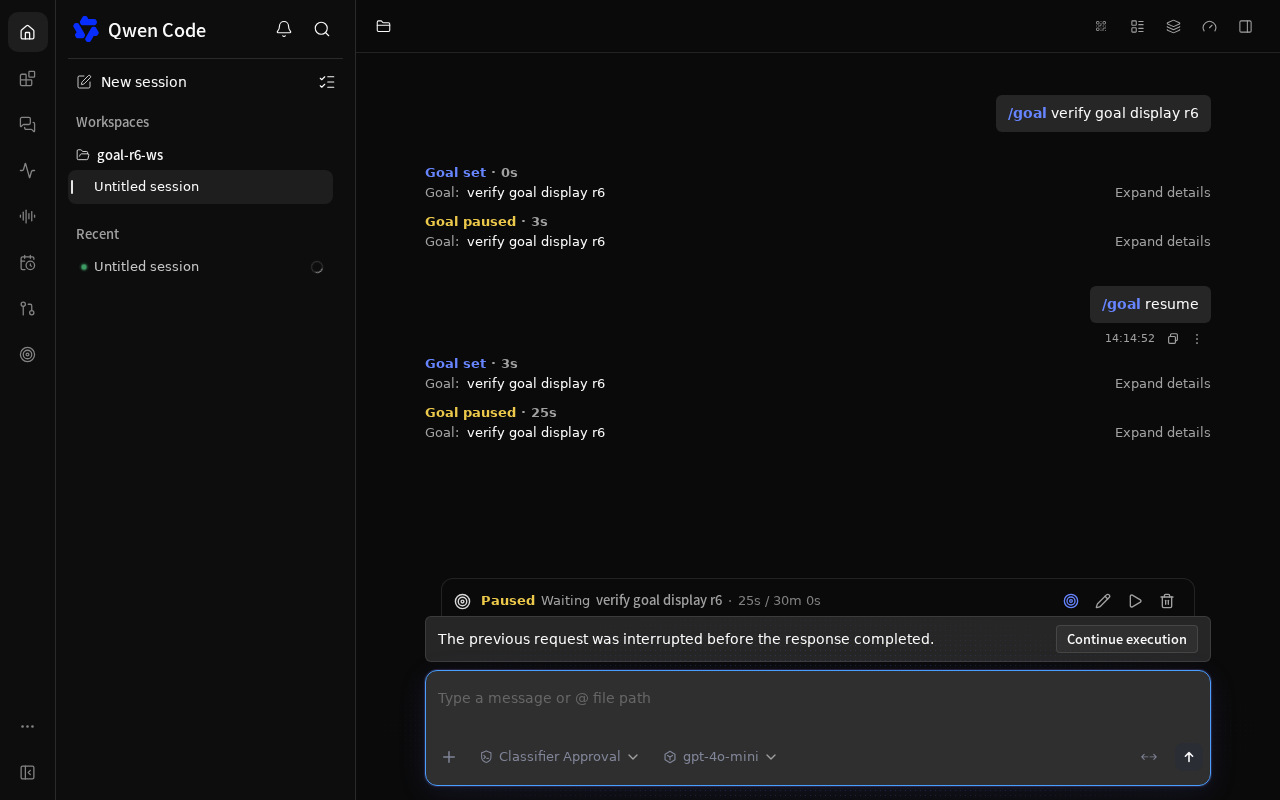 Qwen Code
New session
Workspaces
goal-r6-ws
Untitled session
Recent
Untitled session
/goal verify goal display r6
Goal set · 0s
Goal: verify goal display r6 Expand details
Goal paused · 3s
Goal: verify goal display r6 Expand details
/goal resume
14:14:52
Goal set · 3s
Goal: verify goal display r6 Expand details
Goal paused · 25s
Goal: verify goal display r6 Expand details
Paused Waiting verify goal display r6 · 25s / 30m 0s
The previous request was interrupted before the response completed. Continue execution
Type a message or @ file path
Classifier Approval gpt-4o-mini